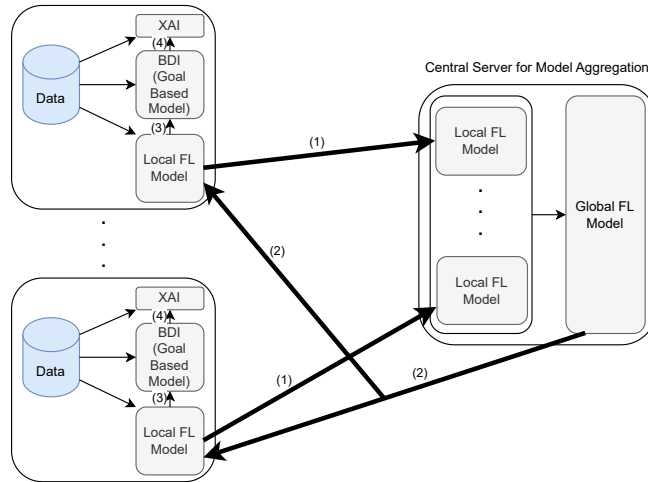 XAI
(4)
BDI
(Goal
Based
Model)
Data
(3)
Local FL
Model
(1)
Central Server for Model Aggregation
Local FL
Model
Global FL
Model
Local FL
Model
(2)
XAI
(4)
BDI
(Goal
Based
Model)
Data
(3)
Local FL
Model
(1)
(2)